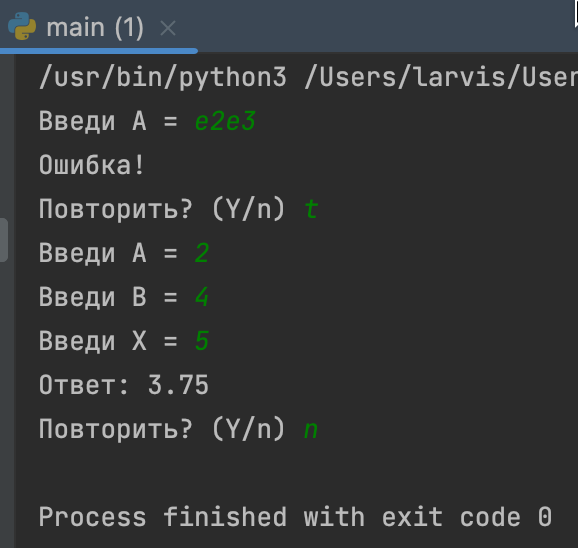 main (1)
/usr/bin/python3 /Users/larvis/User
Введи A = e2e3
Ошибка!
Повторить? (Y/n) t
Введи A = 2
Введи B = 4
Введи X = 5
Ответ: 3.75
Повторить? (Y/n) n
Process finished with exit code 0